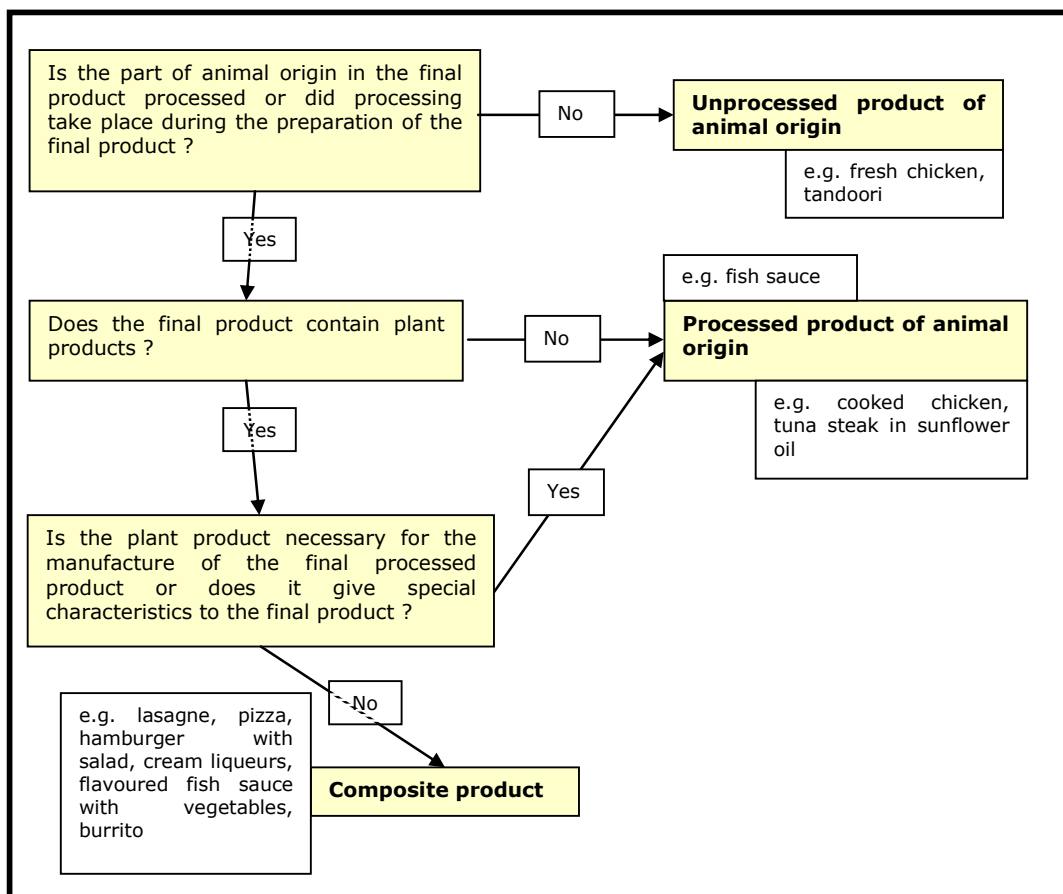 Is the part of animal origin in the final
product processed or did processing
take place during the preparation of the
final product ?
No
Unprocessed product of
animal origin
e.g. fresh chicken,
tandoori
Yes
e.g. fish sauce
Does the final product contain plant
products ?
No
Processed product of animal
origin
e.g. cooked chicken,
tuna steak in sunflower
oil
Yes
Yes
Is the plant product necessary for the
manufacture of the final processed
product or does it give special
characteristics to the final product ?
No
e.g. lasagne, pizza,
hamburger with
salad, cream liqueurs,
flavoured fish sauce
with vegetables,
burrito
Composite product